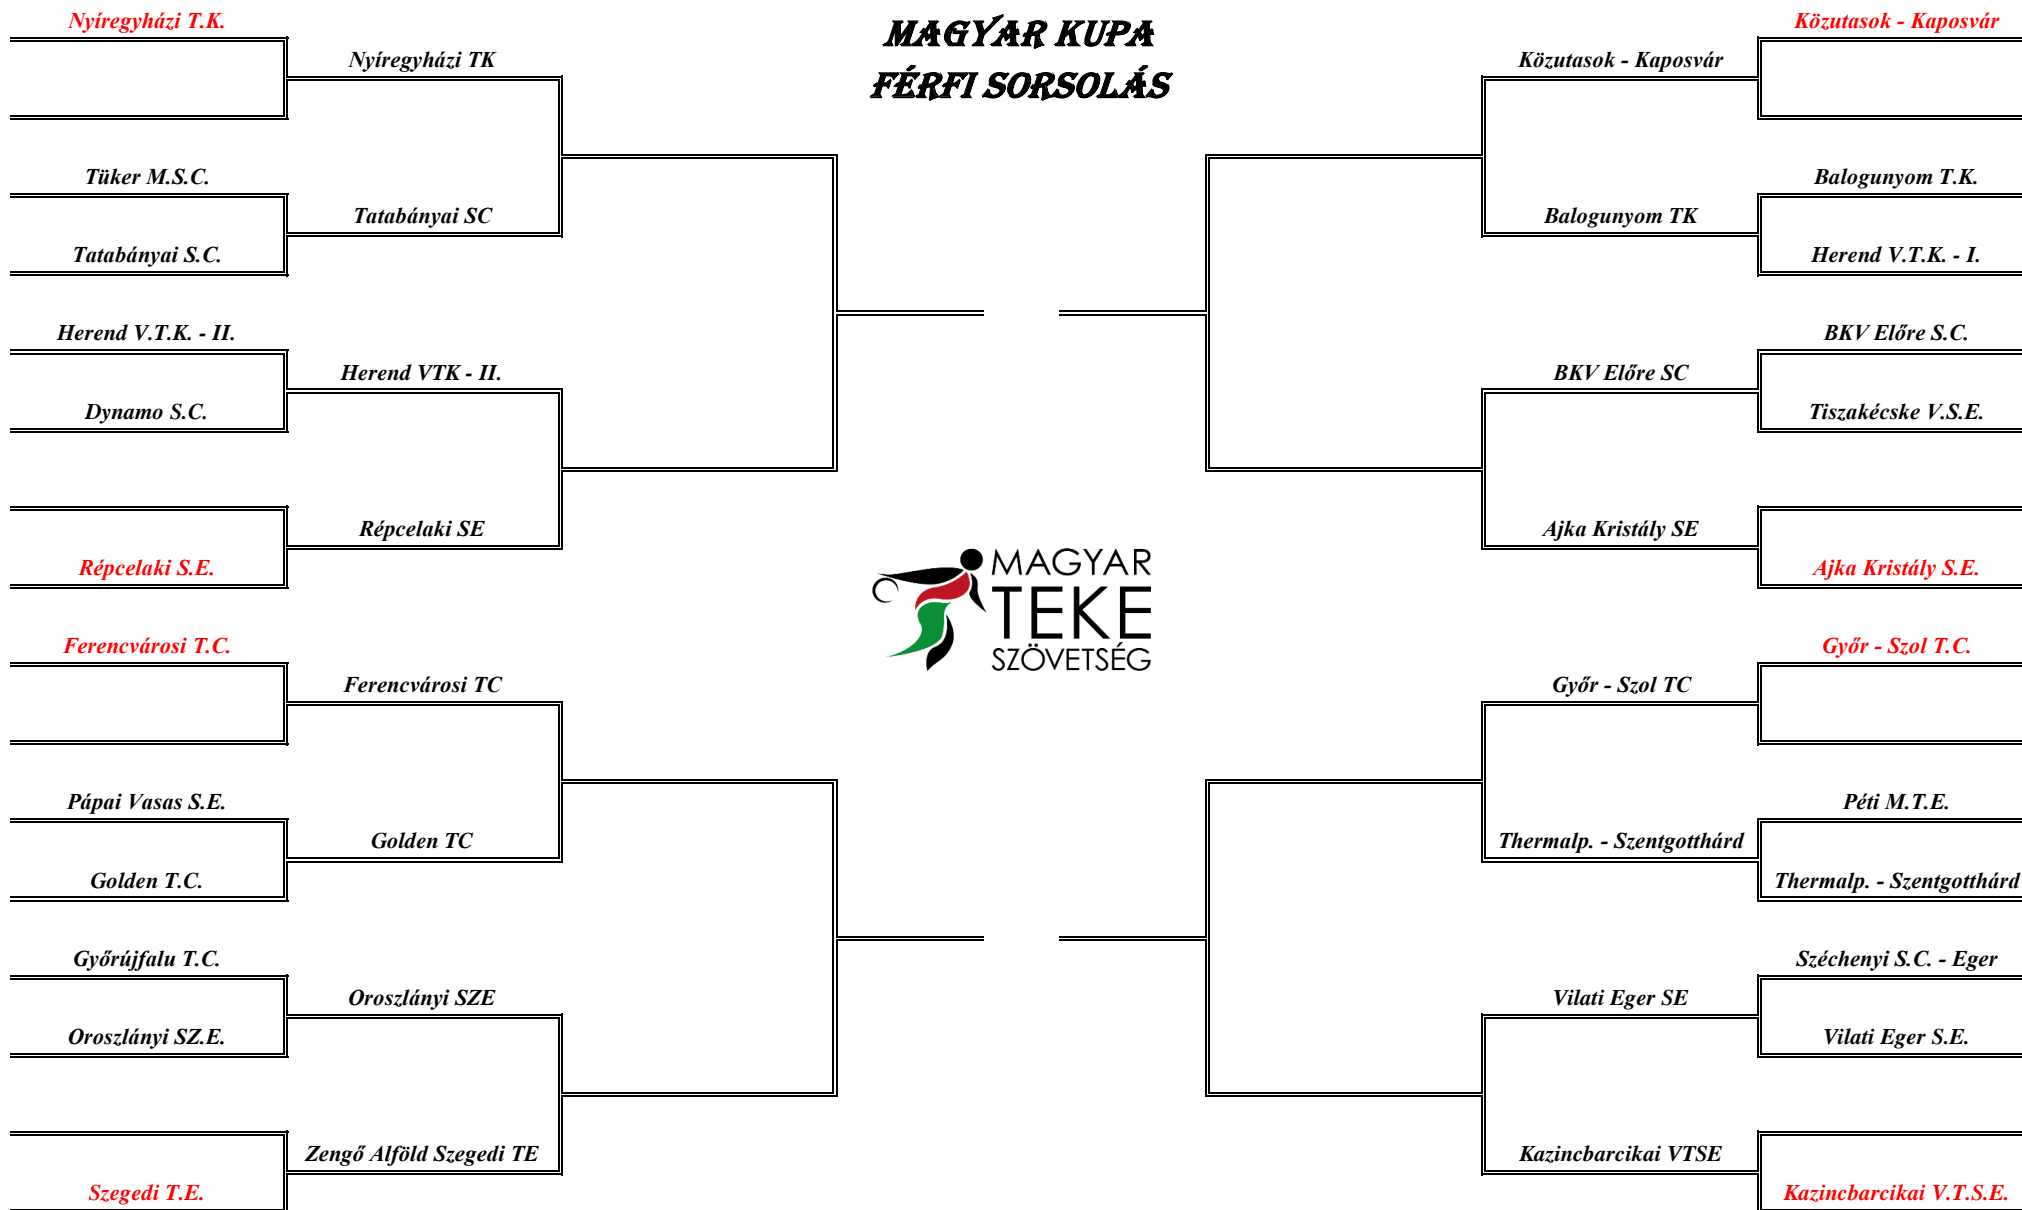 MAGYAR KUPA
FÉRFI SORSOLÁS
Nyíregyházi T.K.
Tüker M.S.C.
Tatabányai S.C.
Herend V.T.K. - II.
Dynamo S.C.
Répcelaki S.E.
Ferencvárosi T.C.
Pápai Vasas S.E.
Golden T.C.
Győrújfalu T.C.
Oroszlányi SZ.E.
Szegedi T.E.
Nyíregyházi TK
Tatabányai SC
Herend VTK - II.
Répcelaki SE
Ferencvárosi TC
Golden TC
Oroszlányi SZE
Zengő Alföld Szegedi TE
MAGYAR
TEKE
SZÖVETSÉG
Közutasok - Kaposvár
Balogunyom TK
BKV Előre SC
Ajka Kristály SE
Győr - Szol TC
Thermalp. - Szentgotthárd
Vilati Eger SE
Kazincbarcikai VTSE
Közutasok - Kaposvár
Balogunyom T.K.
Herend V.T.K. - I.
BKV Előre S.C.
Tiszakécske V.S.E.
Ajka Kristály S.E.
Győr - Szol T.C.
Péti M.T.E.
Thermalp. - Szentgotthárd
Széchenyi S.C. - Eger
Vilati Eger S.E.
Kazincbarcikai V.T.S.E.